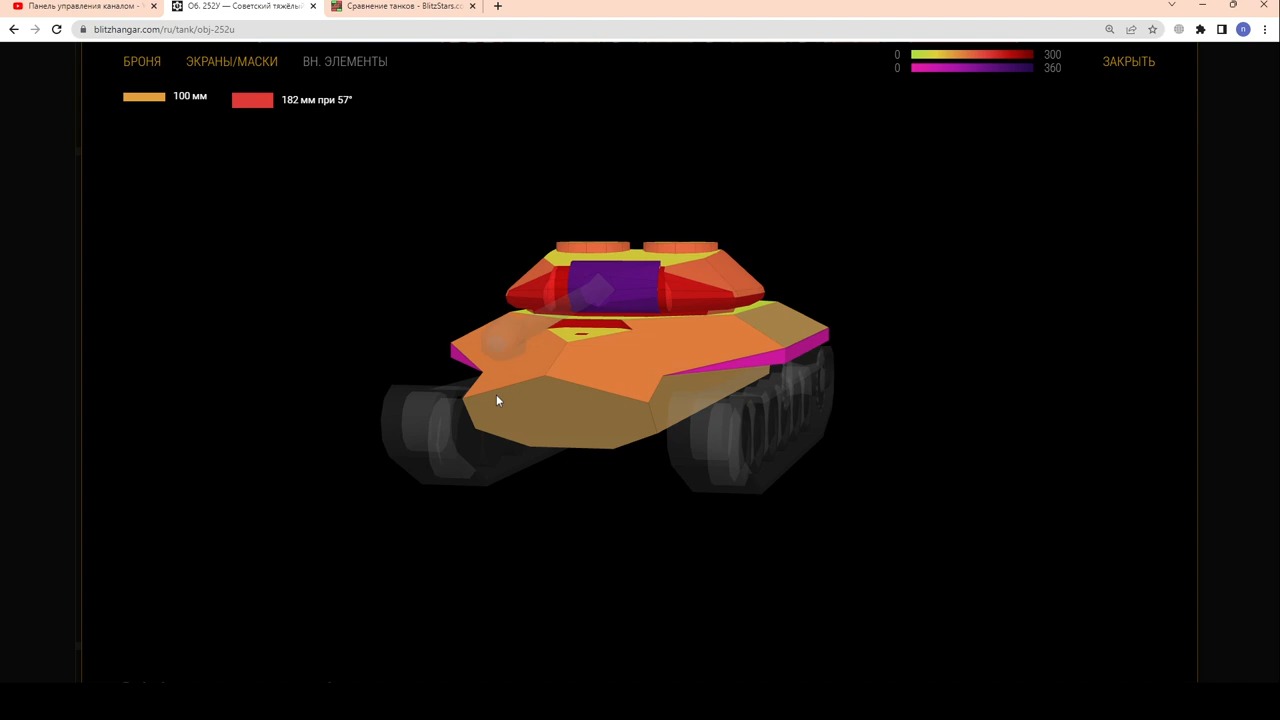 Панель управления каналом -
Об. 252У — Советский тяжёлый
Сравнение танков - BlitzStars.co
blitzhangar.com/ru/tank/obj-252u
n
БРОНЯ ЭКРАНЫ/МАСКИ ВН. ЭЛЕМЕНТЫ
0 300
0 360
ЗАКРЫТЬ
100 мм
182 мм при 57°